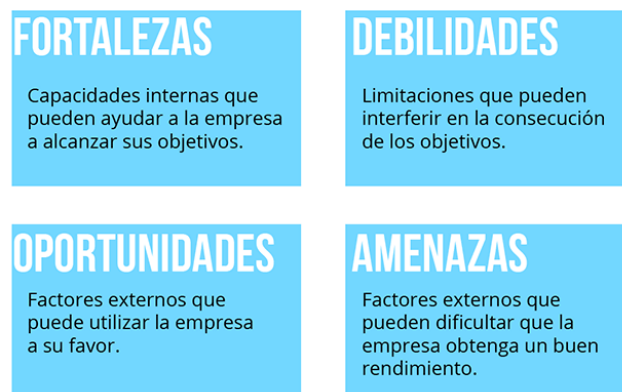 FORTALEZAS
Capacidades internas que
pueden ayudar a la empresa
a alcanzar sus objetivos.
DEBILIDADES
Limitaciones que pueden
interferir en la consecución
de los objetivos.
OPORTUNIDADES
Factores externos que
puede utilizar la empresa
a su favor.
AMENAZAS
Factores externos que
pueden dificultar que la
empresa obtenga un buen
rendimiento.